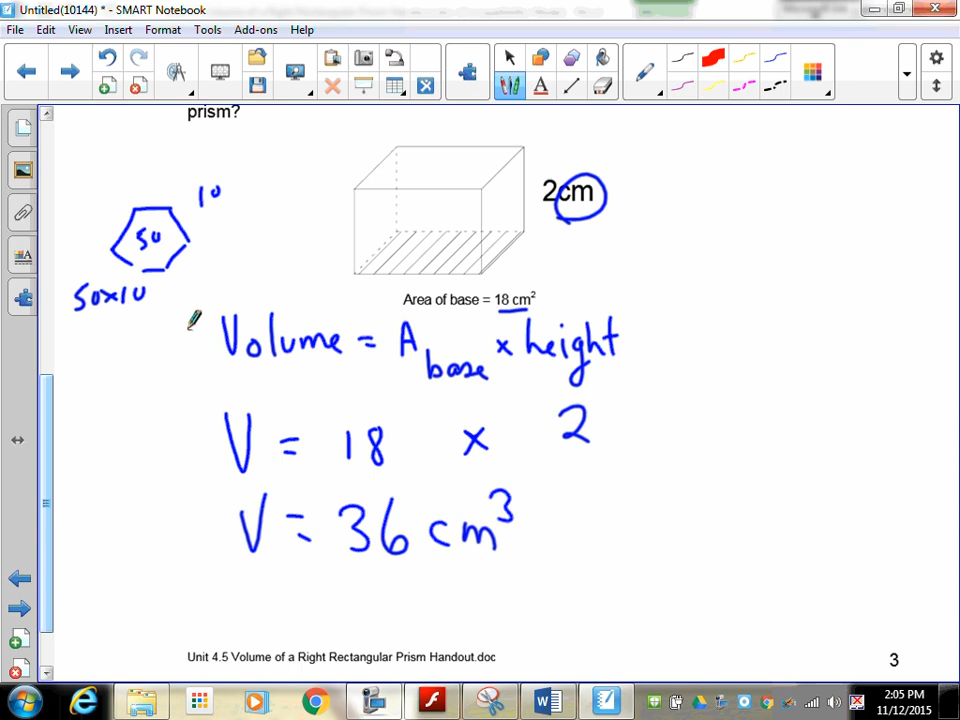 Untitled(10144) * - SMART Notebook
File Edit View Insert Format Tools Add-ons Help
prism?
10
2cm
50
50x10
Area of base = 18 cm²
Volume = A base x height
V = 18 x 2
V = 36 cm³
Unit 4.5 Volume of a Right Rectangular Prism Handout.doc
3
2:05 PM
11/12/2015